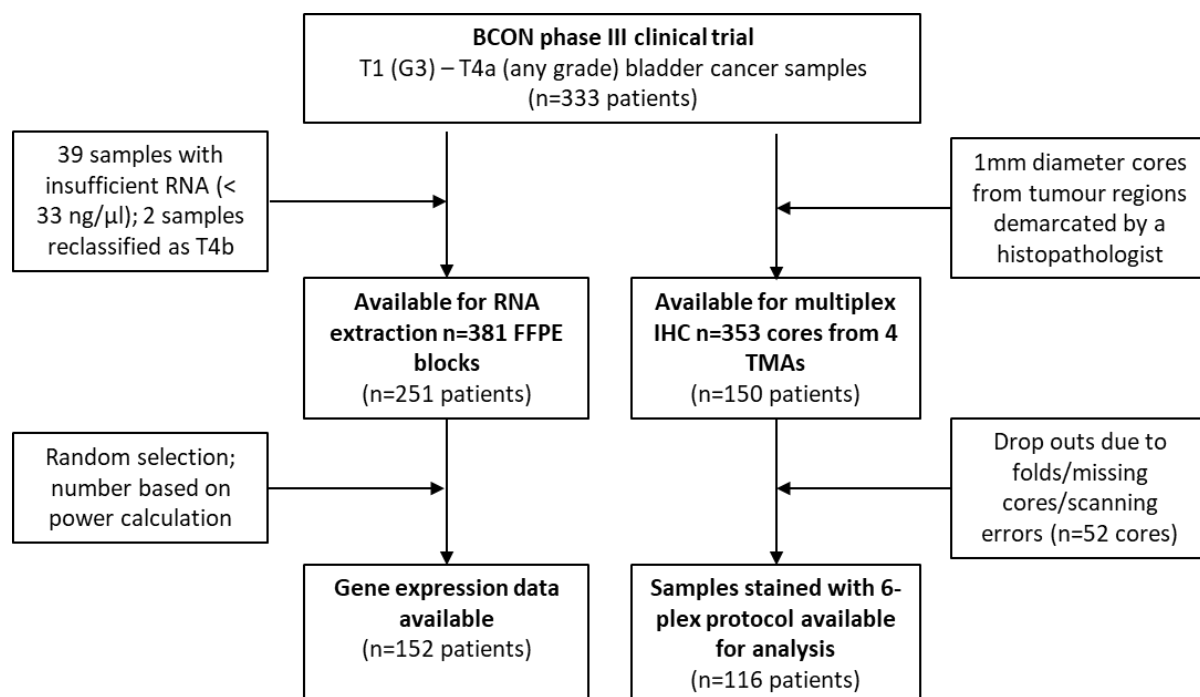 BCON phase III clinical trial
T1 (G3) – T4a (any grade) bladder cancer samples
(n=333 patients)
39 samples with
insufficient RNA (<
33 ng/µl); 2 samples
reclassified as T4b
1mm diameter cores
from tumour regions
demarcated by a
histopathologist
Available for RNA
extraction n=381 FFPE
blocks
(n=251 patients)
Available for multiplex
IHC n=353 cores from 4
TMAs
(n=150 patients)
Random selection;
number based on
power calculation
Drop outs due to
folds/missing
cores/scanning
errors (n=52 cores)
Gene expression data
available
(n=152 patients)
Samples stained with 6-
plex protocol available
for analysis
(n=116 patients)